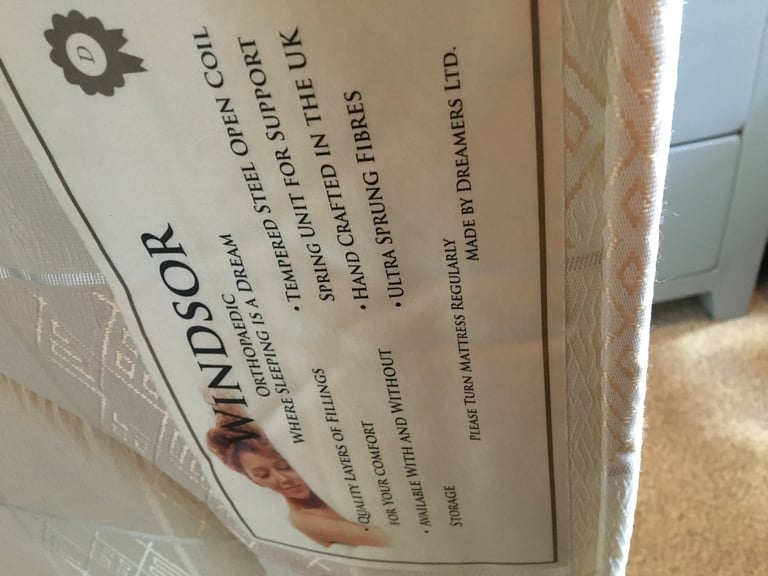 D
WINDSOR
ORTHOPAEDIC
WHERE SLEEPING IS A DREAM
• QUALITY LAYERS OF FILLINGS
FOR YOUR COMFORT
• AVAILABLE WITH AND WITHOUT
STORAGE
• TEMPERED STEEL OPEN COIL
SPRING UNIT FOR SUPPORT
• HAND CRAFTED IN THE UK
• ULTRA SPRUNG FIBRES
PLEASE TURN MATTRESS REGULARLY
MADE BY DREAMERS LTD.